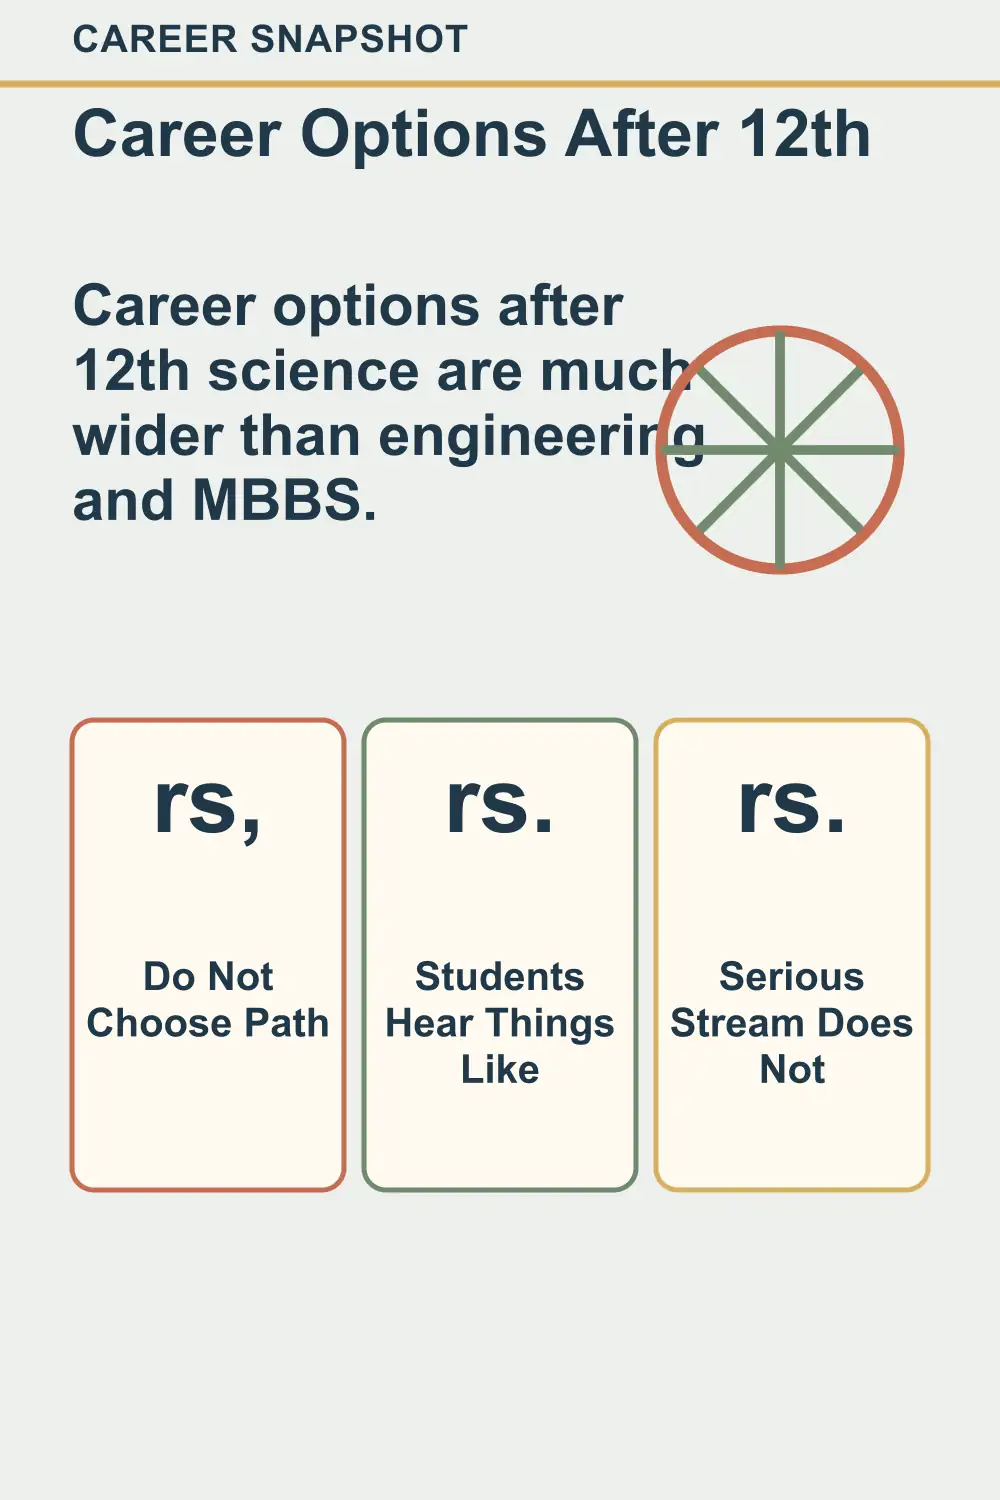 CAREER SNAPSHOT
Career Options After 12th
Career options after
12th science are much
wider than engineering
and MBBS.
rs,
Do Not
Choose Path
rs.
Students
Hear Things
Like
rs.
Serious
Stream Does
Not